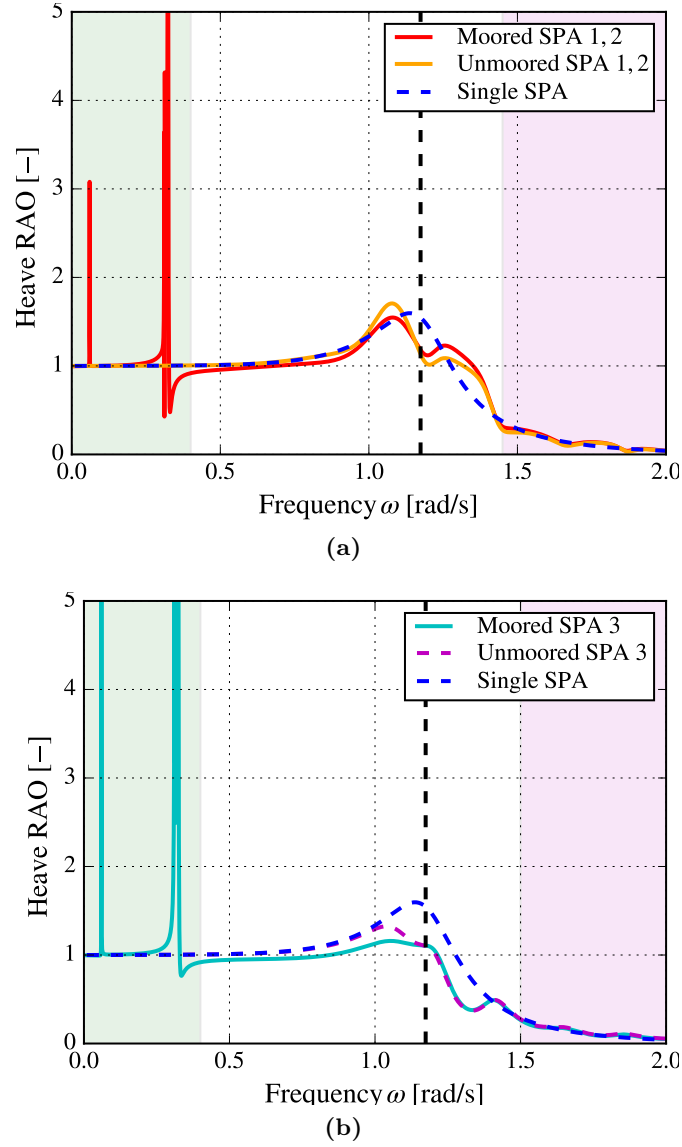 5
4
3
2
1
0
Heave RAO [−]
Moored SPA 1, 2
Unmoored SPA 1, 2
Single SPA
0.0 0.5 1.0 1.5 2.0
Frequency ω [rad/s]
(a)
5
4
3
2
1
0
Heave RAO [−]
Moored SPA 3
Unmoored SPA 3
Single SPA
0.0 0.5 1.0 1.5 2.0
Frequency ω [rad/s]
(b)